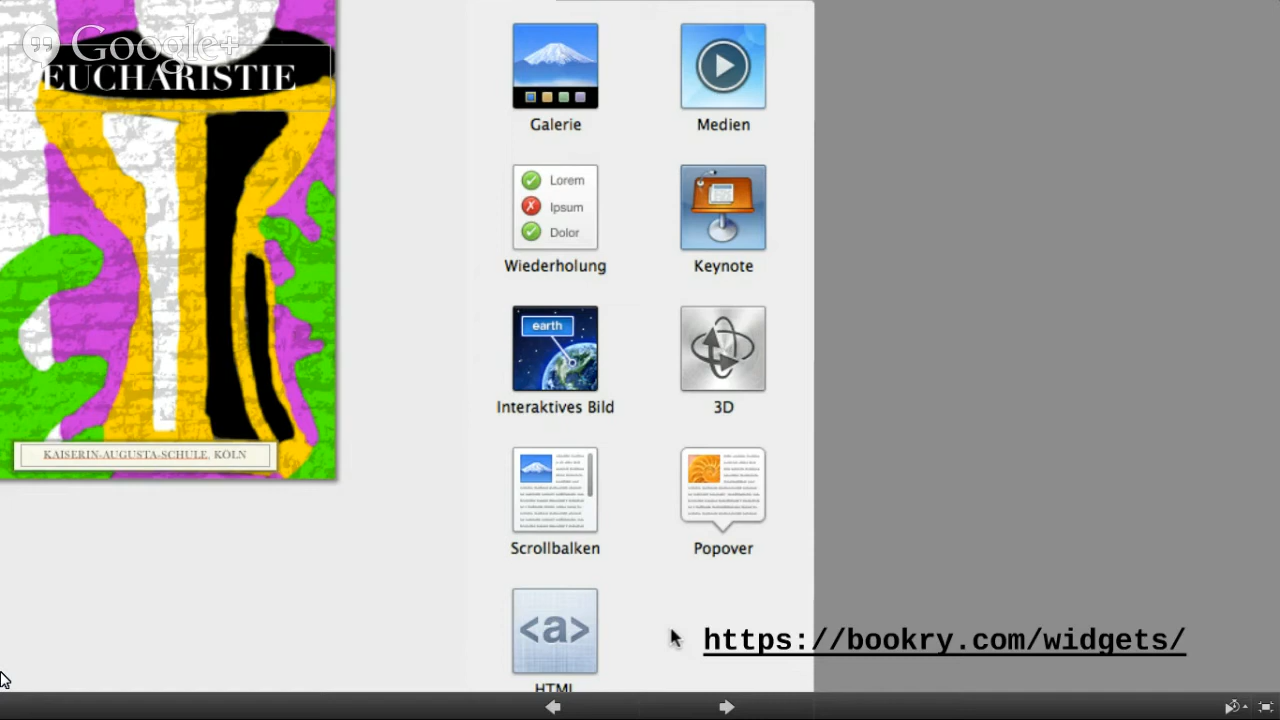 Google+
EUCHARISTIE
KAISERIN-AUGUSTA-SCHULE, KÖLN
Galerie
Medien
Lorem
Ipsum
Dolor
Wiederholung
Keynote
earth
Interaktives Bild
3D
Scrollbalken
Popover
<a>
HTML
https://bookry.com/widgets/